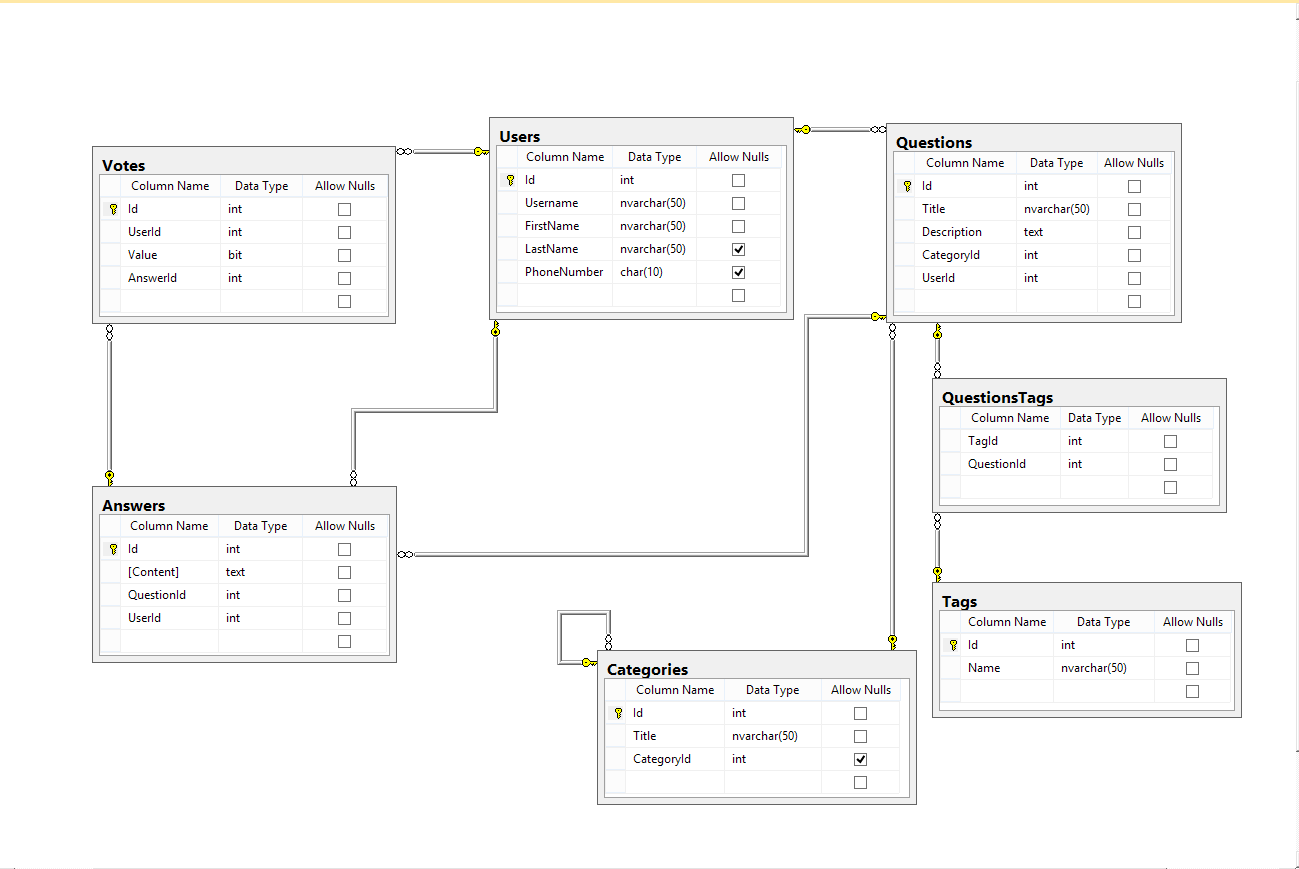 Votes
Column Name Data Type Allow Nulls
Id int
UserId int
Value bit
AnswerId int
Users
Column Name Data Type Allow Nulls
Id int
Username nvarchar(50)
FirstName nvarchar(50)
LastName nvarchar(50)
PhoneNumber char(10)
Questions
Column Name Data Type Allow Nulls
Id int
Title nvarchar(50)
Description text
CategoryId int
UserId int
QuestionsTags
Column Name Data Type Allow Nulls
TagId int
QuestionId int
Answers
Column Name Data Type Allow Nulls
Id int
[Content] text
QuestionId int
UserId int
Categories
Column Name Data Type Allow Nulls
Id int
Title nvarchar(50)
CategoryId int
Tags
Column Name Data Type Allow Nulls
Id int
Name nvarchar(50)